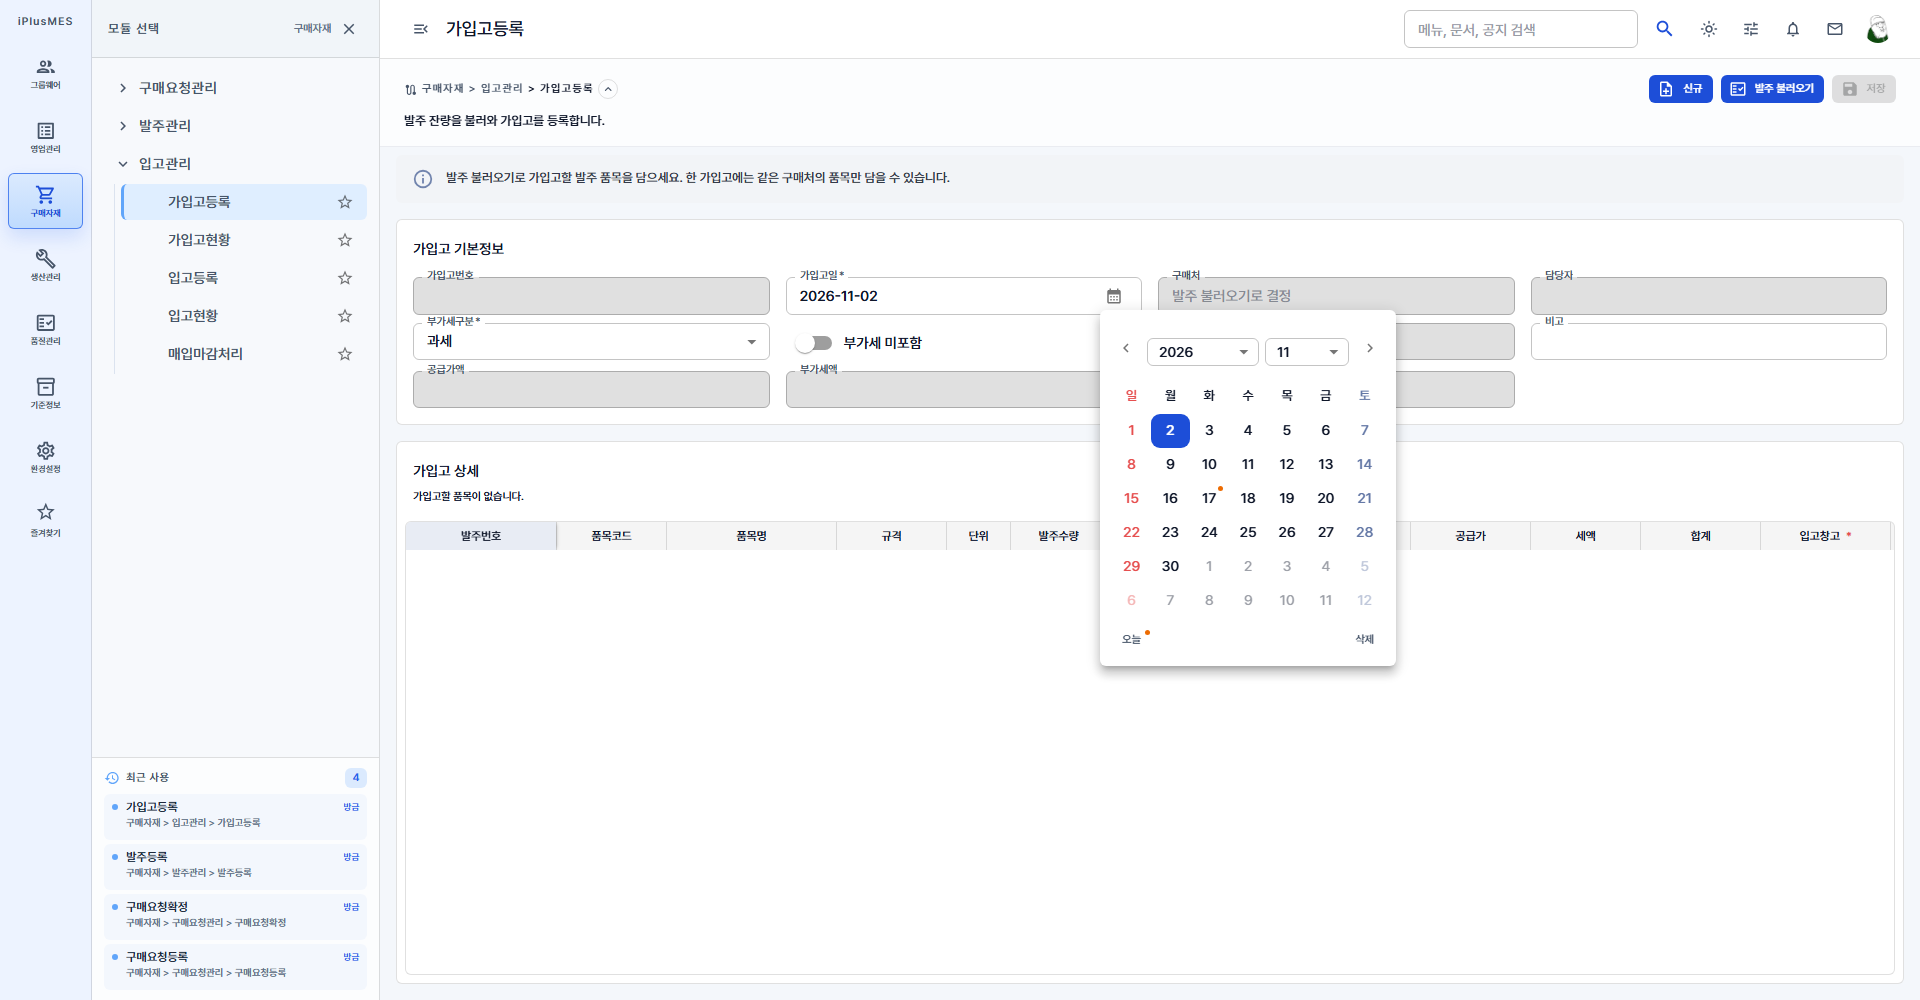 iPlusMES
그룹웨어
영업관리
구매자재
생산관리
품질관리
기준정보
환경설정
즐겨찾기
모듈 선택
구매자재
구매요청관리
발주관리
입고관리
가입고등록
가입고현황
입고등록
입고현황
매입마감처리
최근 사용
4
가입고등록
방금
구매자재 > 입고관리 > 가입고등록
발주등록
방금
구매자재 > 발주관리 > 발주등록
구매요청확정
방금
구매자재 > 구매요청관리 > 구매요청확정
구매요청등록
방금
구매자재 > 구매요청관리 > 구매요청등록
가입고등록
메뉴, 문서, 공지 검색
구매자재 > 입고관리 > 가입고등록
신규
발주 불러오기
저장
발주 잔량을 불러와 가입고를 등록합니다.
발주 불러오기로 가입고할 발주 품목을 담으세요. 한 가입고에는 같은 구매처의 품목만 담을 수 있습니다.
가입고 기본정보
가입고번호
가입고일 *
2026-11-02
구매처
발주 불러오기로 결정
담당자
부가세구분 *
과세
부가세 미포함
비고
공급가액
부가세액
2026
11
일 월 화 수 목 금 토
1 2 3 4 5 6 7
8 9 10 11 12 13 14
15 16 17 18 19 20 21
22 23 24 25 26 27 28
29 30 1 2 3 4 5
6 7 8 9 10 11 12
오늘
삭제
가입고 상세
가입고할 품목이 없습니다.
발주번호 품목코드 품목명 규격 단위 발주수량 공급가 세액 합계 입고창고 *